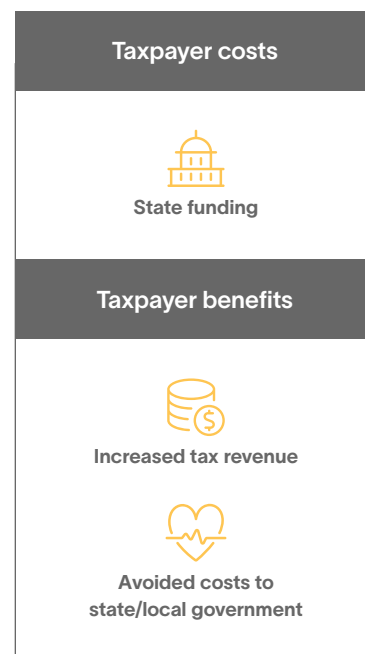 Taxpayer costs
State funding
Taxpayer benefits
$
Increased tax revenue
Avoided costs to
state/local government